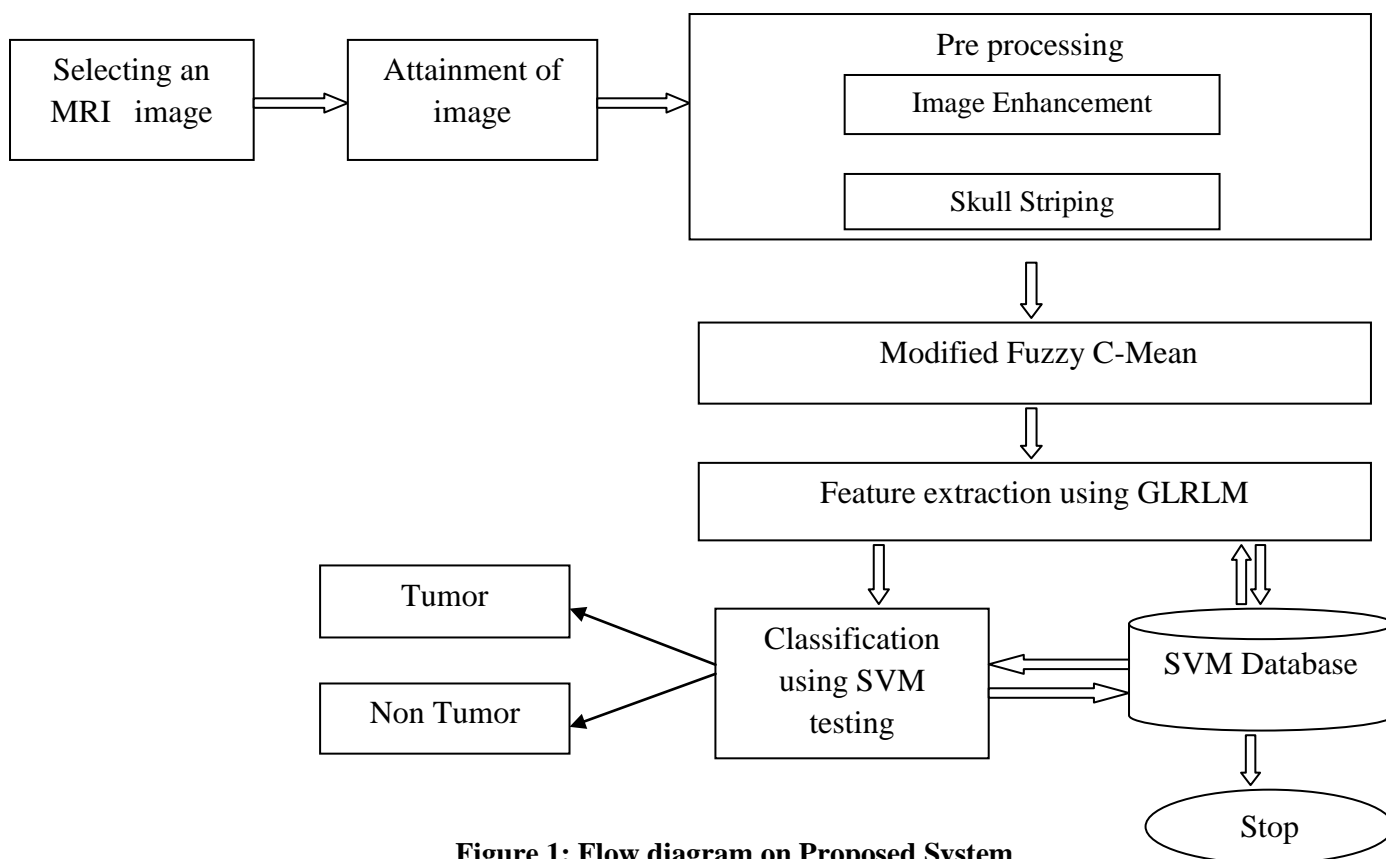 Selecting an
MRI image
Attainment of
image
Pre processing
Image Enhancement
Skull Striping
Modified Fuzzy C-Mean
Feature extraction using GLRLM
Tumor
Non Tumor
Classification
using SVM
testing
SVM Database
Stop
Figure 1: Flow diagram on Proposed System